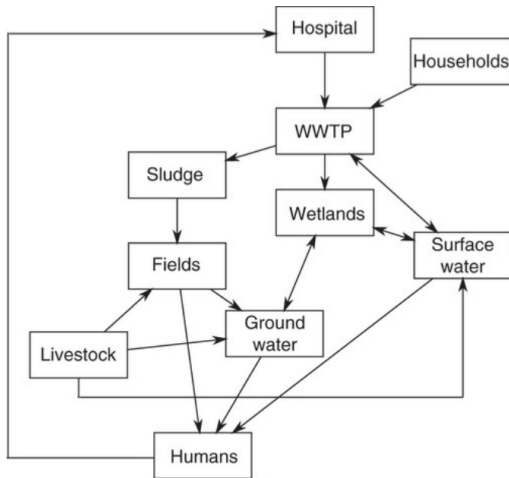 Hospital
Households
WWTP
Sludge
Wetlands
Surface
water
Fields
Ground
water
Livestock
Humans